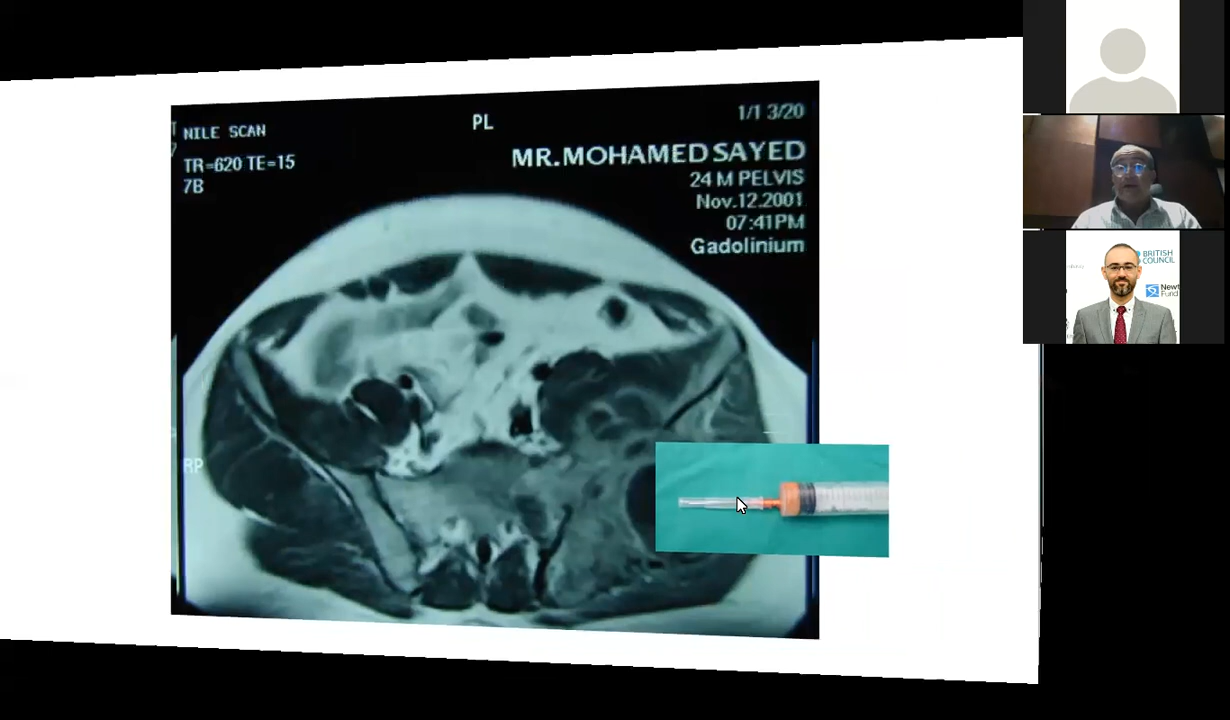 NILE SCAN
TR=620 TE=15
7B
PL
1/1 3/20
MR.MOHAMED SAYED
24 M PELVIS
Nov.12.2001
07:41PM
Gadolinium
RP
BRITISH
COUNCIL
Fund